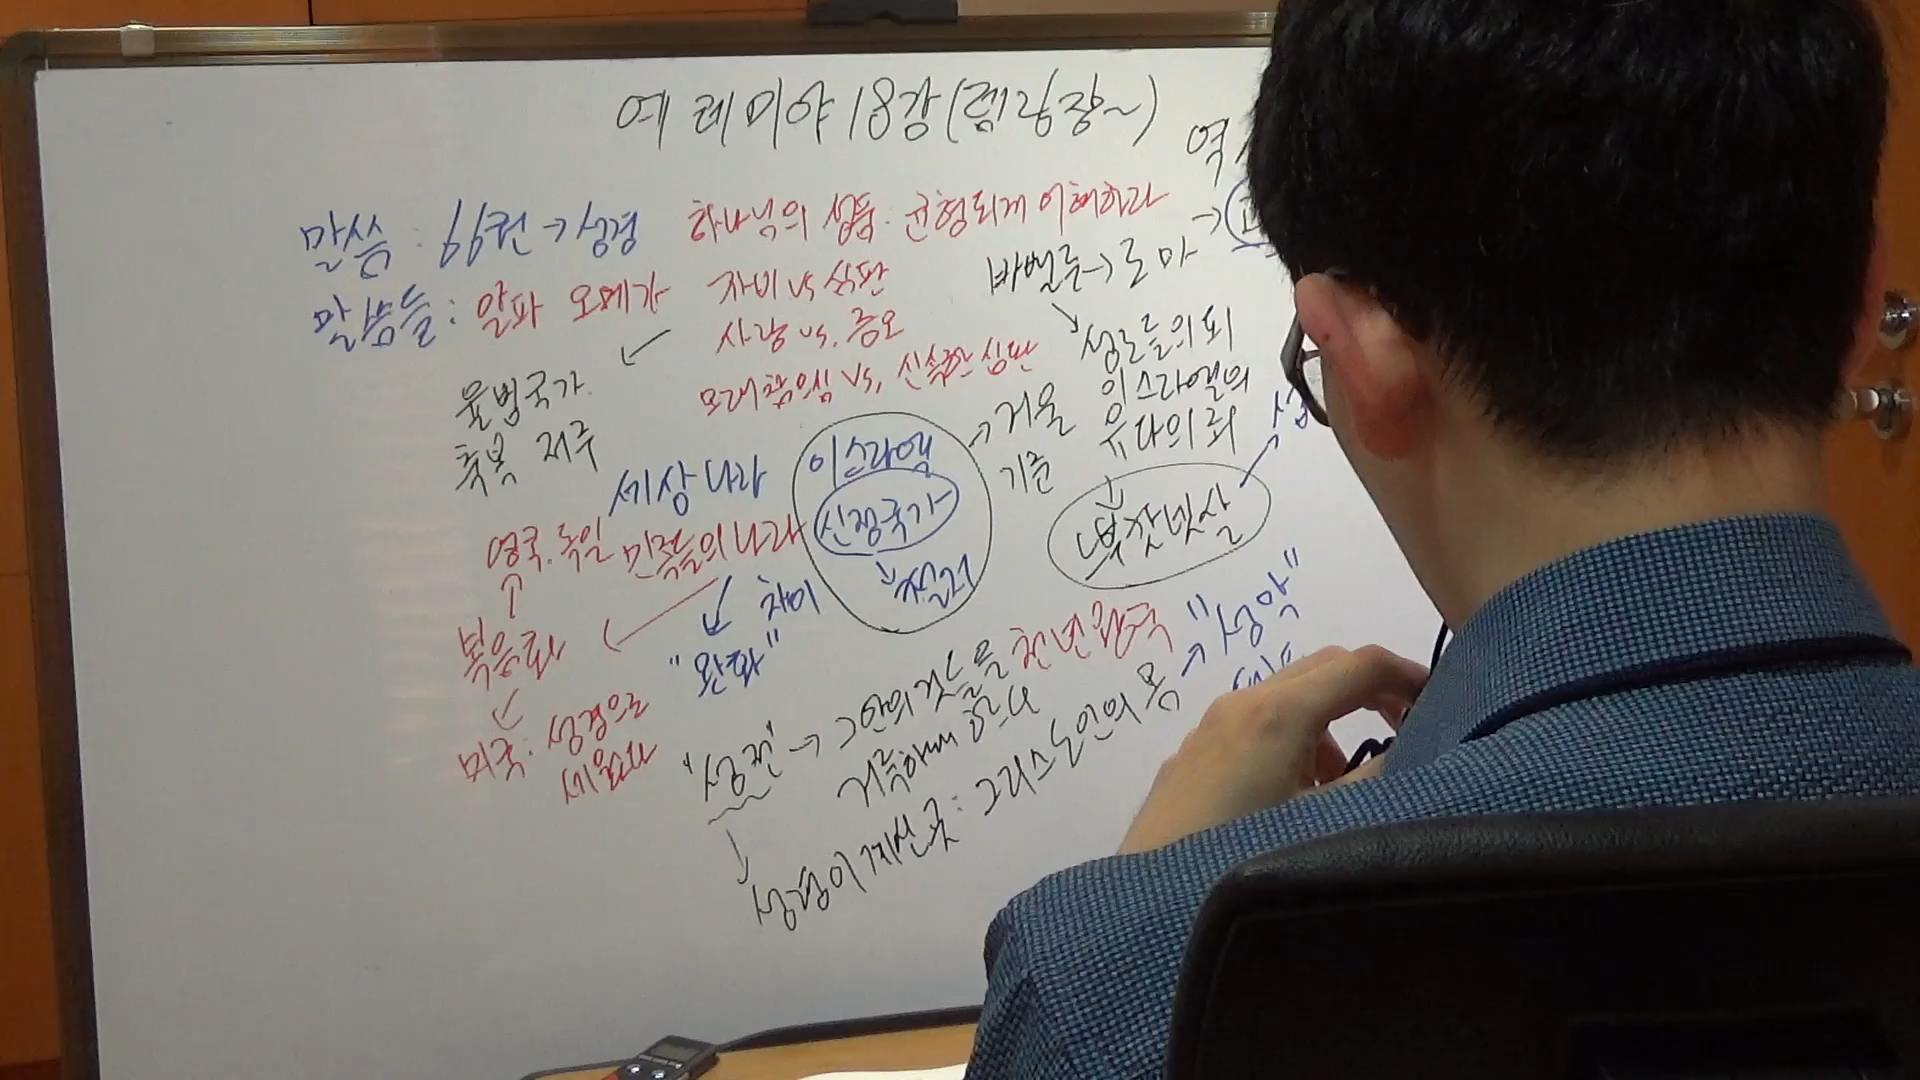 예레미야 18강(렘 장~)
말씀 : 66권 → 성경
말씀들 : 알파 오메가
하나님의 성품. 균형되게 이해하라
자비 vs 심판
사랑 vs. 증오
오래참으심 vs, 신속한 심판
율법국가.
축복 저주
바벨론 → 로마 →
성도들의 죄
이스라엘의
유다의 죄
느부갓넷살
거울
기준
이스라엘
신정국가
세상 나라
민족들의 나라
차이
"완화"
영국. 독일
복음화
미국: 성경으로
"성전" → 그 안의 것들을
거룩하게 한다
천년왕국
성령이 계신 곳: 그리스도인의 몸 → "성막"